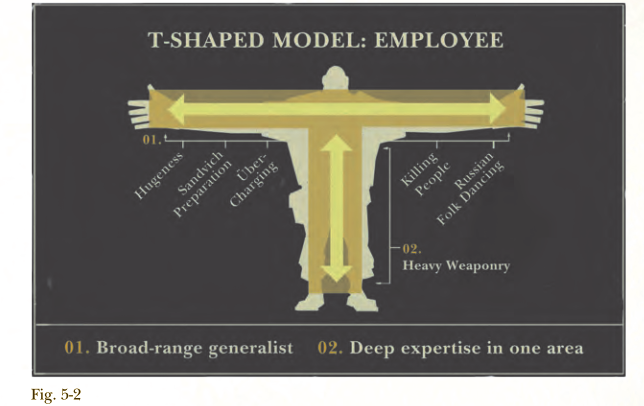 T-SHAPED MODEL: EMPLOYEE
01.
Hugeness
Sandvich
Preparation
Über-
Charging
Killing
People
Russian
Folk Dancing
02.
Heavy Weaponry
01. Broad-range generalist 02. Deep expertise in one area
Fig. 5-2